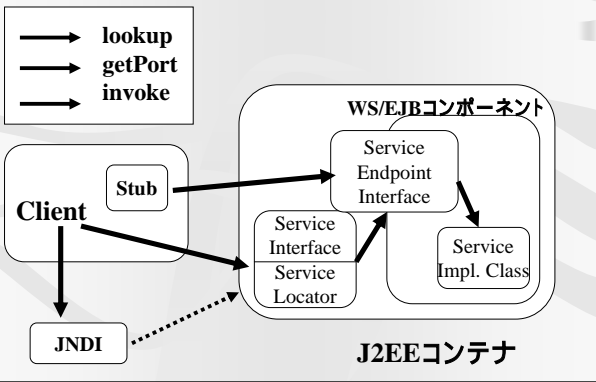 lookup
getPort
invoke
WS/EJBコンポーネント
Service
Endpoint
Interface
Stub
Client
Service
Interface
Service
Locator
Service
Impl. Class
JNDI
J2EEコンテナ